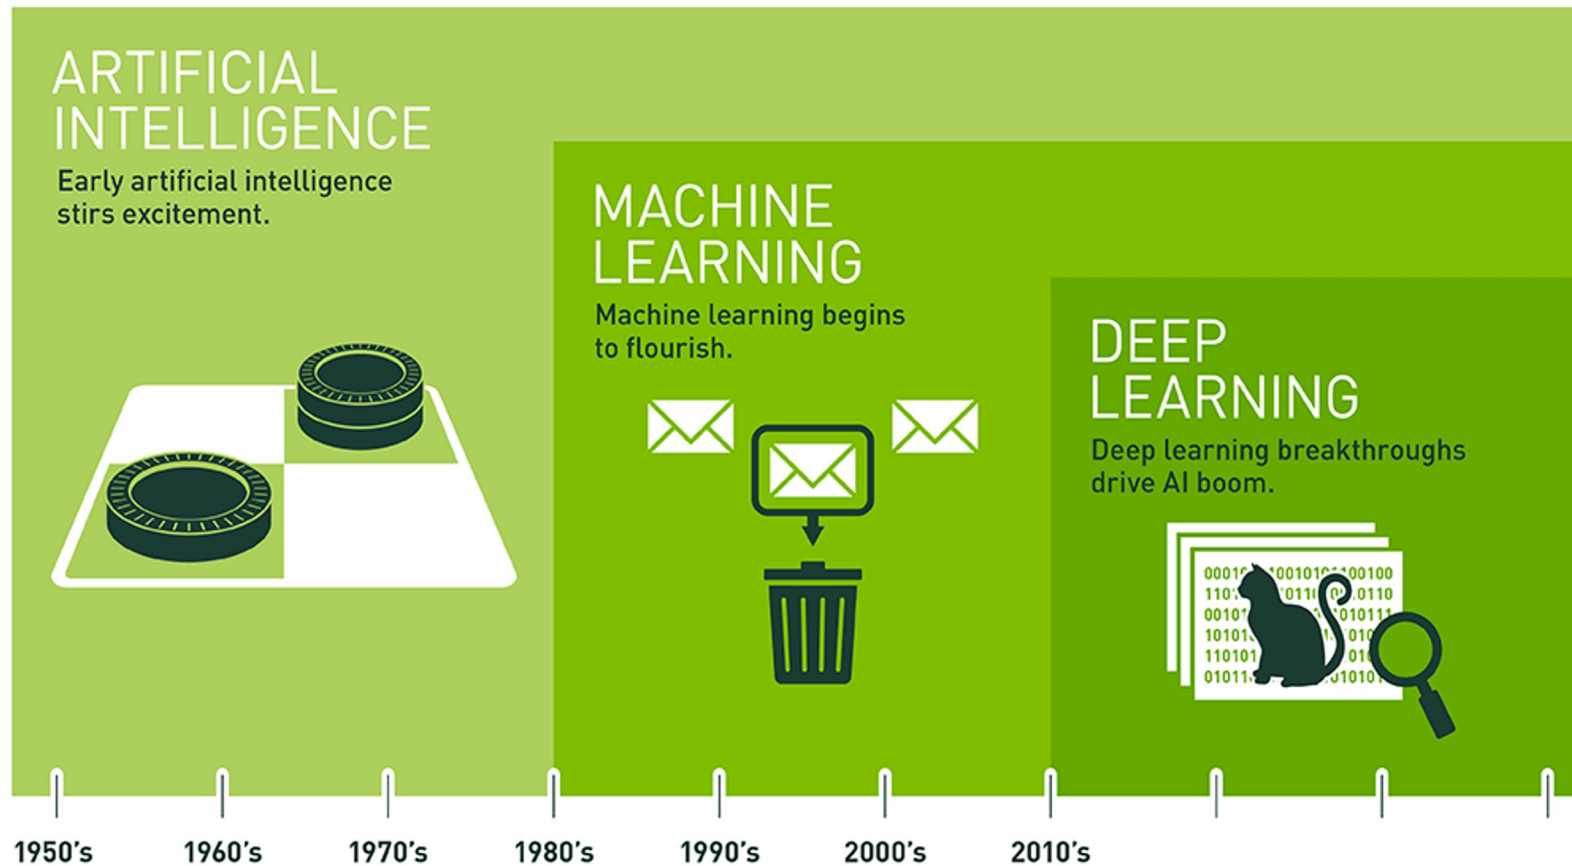 ARTIFICIAL
INTELLIGENCE
Early artificial intelligence
stirs excitement.
MACHINE
LEARNING
Machine learning begins
to flourish.
DEEP
LEARNING
Deep learning breakthroughs
drive AI boom.
1950's 1960's 1970's 1980's 1990's 2000's 2010's